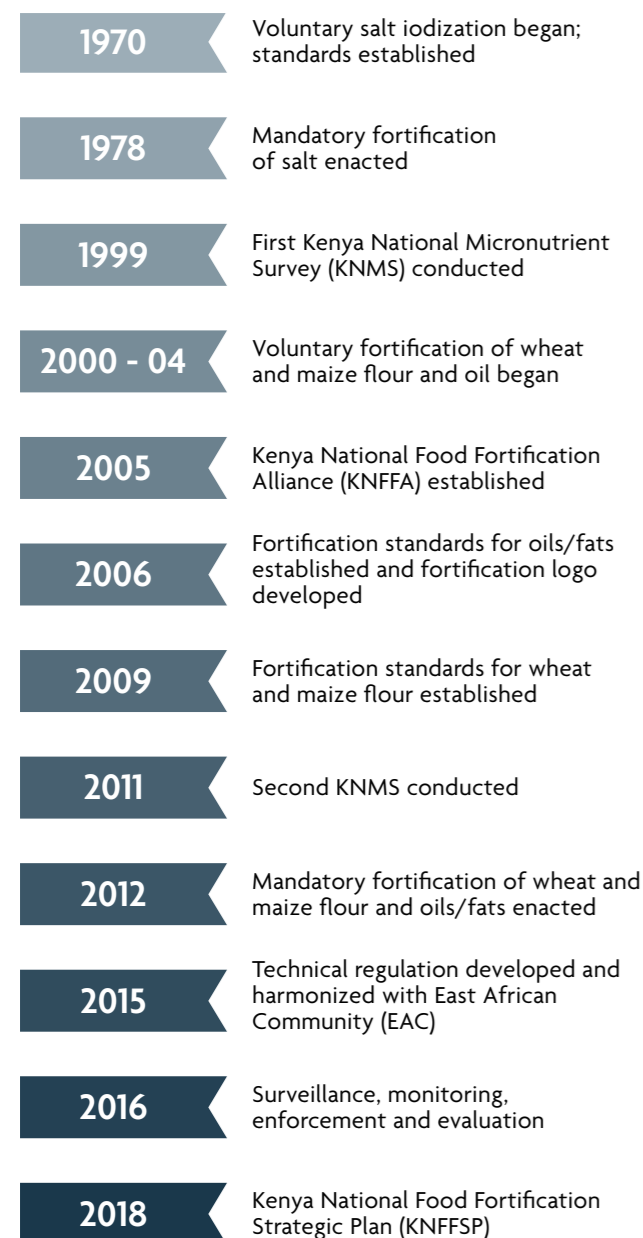 1970
Voluntary salt iodization began;
standards established
1978
Mandatory fortification
of salt enacted
1999
First Kenya National Micronutrient
Survey (KNMS) conducted
2000 - 04
Voluntary fortification of wheat
and maize flour and oil began
2005
Kenya National Food Fortification
Alliance (KNFFA) established
2006
Fortification standards for oils/fats
established and fortification logo
developed
2009
Fortification standards for wheat
and maize flour established
2011
Second KNMS conducted
2012
Mandatory fortification of wheat and
maize flour and oils/fats enacted
2015
Technical regulation developed and
harmonized with East African
Community (EAC)
2016
Surveillance, monitoring,
enforcement and evaluation
2018
Kenya National Food Fortification
Strategic Plan (KNFFSP)